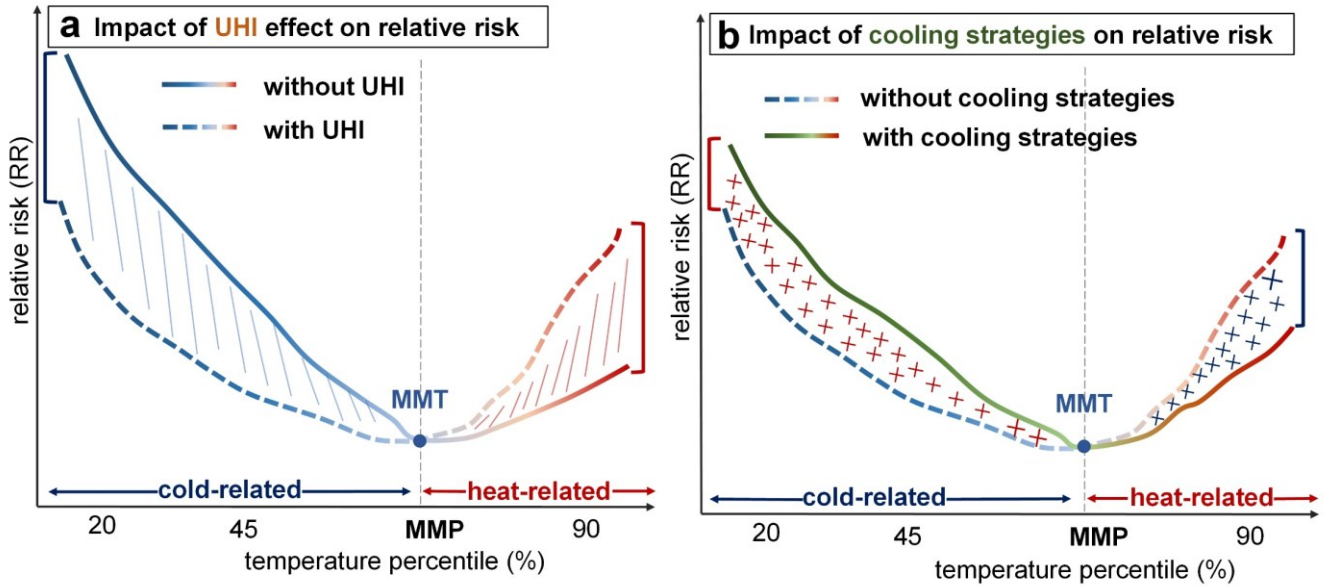 a Impact of UHI effect on relative risk
without UHI
with UHI
relative risk (RR)
MMT
cold-related
heat-related
20
45
MMP
90
temperature percentile (%)
b Impact of cooling strategies on relative risk
without cooling strategies
with cooling strategies
relative risk (RR)
MMT
cold-related
heat-related
20
45
MMP
90
temperature percentile (%)